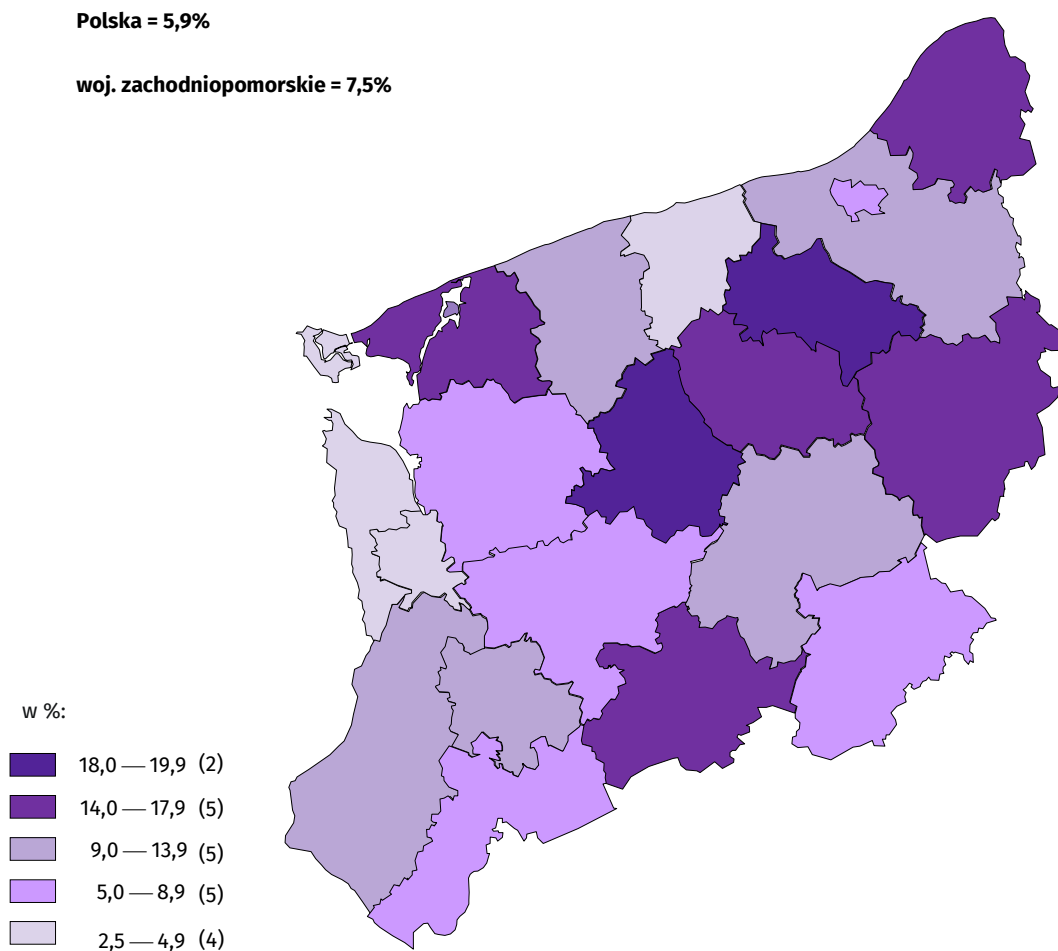 Polska = 5,9%
woj. zachodniopomorskie = 7,5%
w %:
18,0 — 19,9 (2)
14,0 — 17,9 (5)
9,0 — 13,9 (5)
5,0 — 8,9 (5)
2,5 — 4,9 (4)